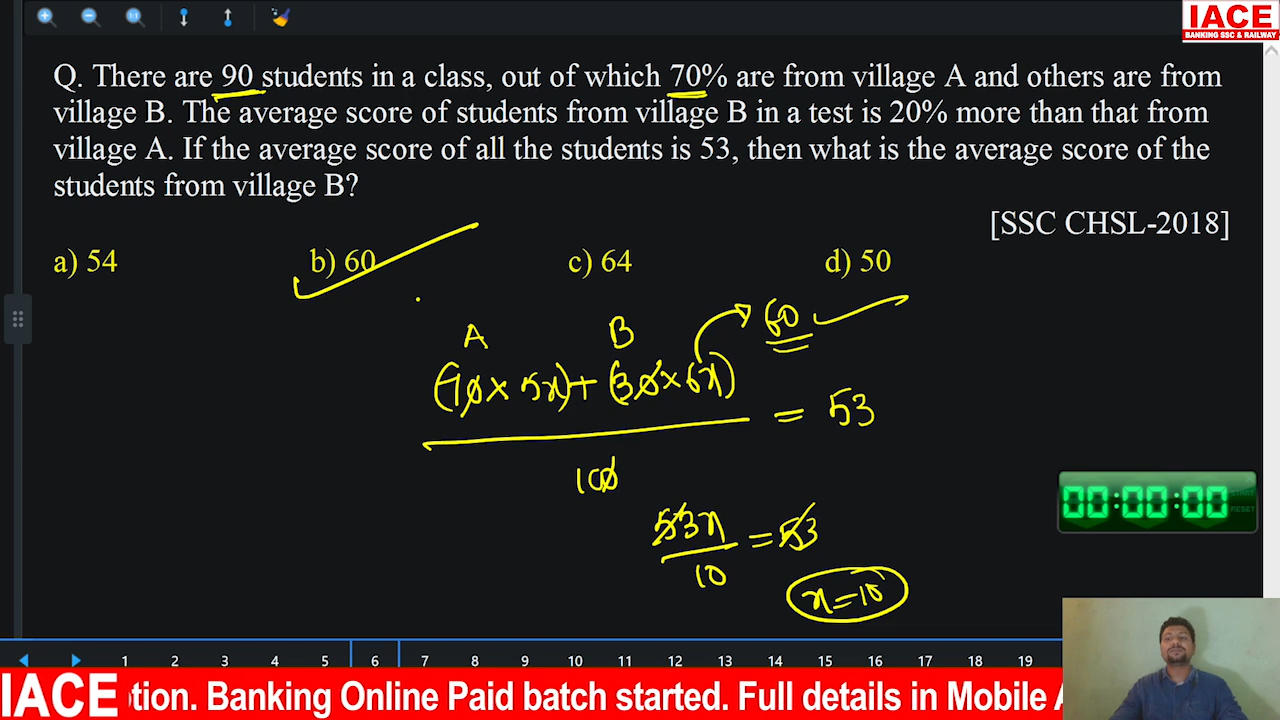 IACE
BANKING SSC & RAILWAY
Q. There are 90 students in a class, out of which 70% are from village A and others are from
village B. The average score of students from village B in a test is 20% more than that from
village A. If the average score of all the students is 53, then what is the average score of the
students from village B?
[SSC CHSL-2018]
a) 54 b) 60 c) 64 d) 50
A B 60
(70 × 5x) + (30 × 6x)
= 53
100
53x
= 53
10
x = 10
00:00:00
START
RESET
1 2 3 4 5 6 7 8 9 10 11 12 13 14 15 16 17 18 19
IACE tion. Banking Online Paid batch started. Full details in Mobile A